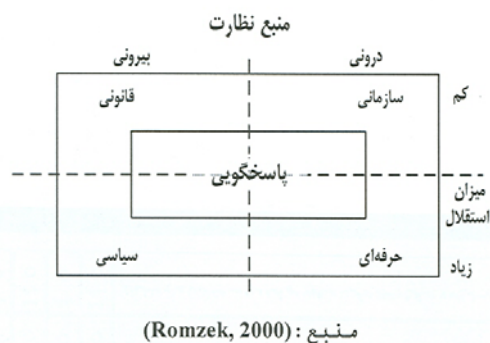 منبع نظارت
درونی بیرونی
سازمانی قانونی
کم
پاسخگویی
میزان
استقلال
حرفه‌ای سیاسی
زیاد
منبع : (Romzek, 2000)